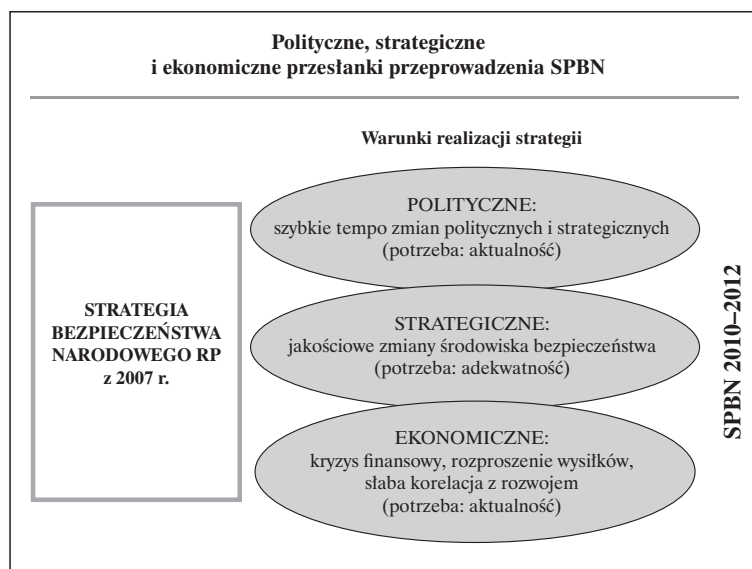 Polityczne, strategiczne
i ekonomiczne przesłanki przeprowadzenia SPBN
Warunki realizacji strategii
STRATEGIA
BEZPIECZEŃSTWA
NARODOWEGO RP
z 2007 r.
POLITYCZNE:
szybkie tempo zmian politycznych i strategicznych
(potrzeba: aktualność)
STRATEGICZNE:
jakościowe zmiany środowiska bezpieczeństwa
(potrzeba: adekwatność)
EKONOMICZNE:
kryzys finansowy, rozproszenie wysiłków,
słaba korelacja z rozwojem
(potrzeba: aktualność)
SPBN 2010–2012